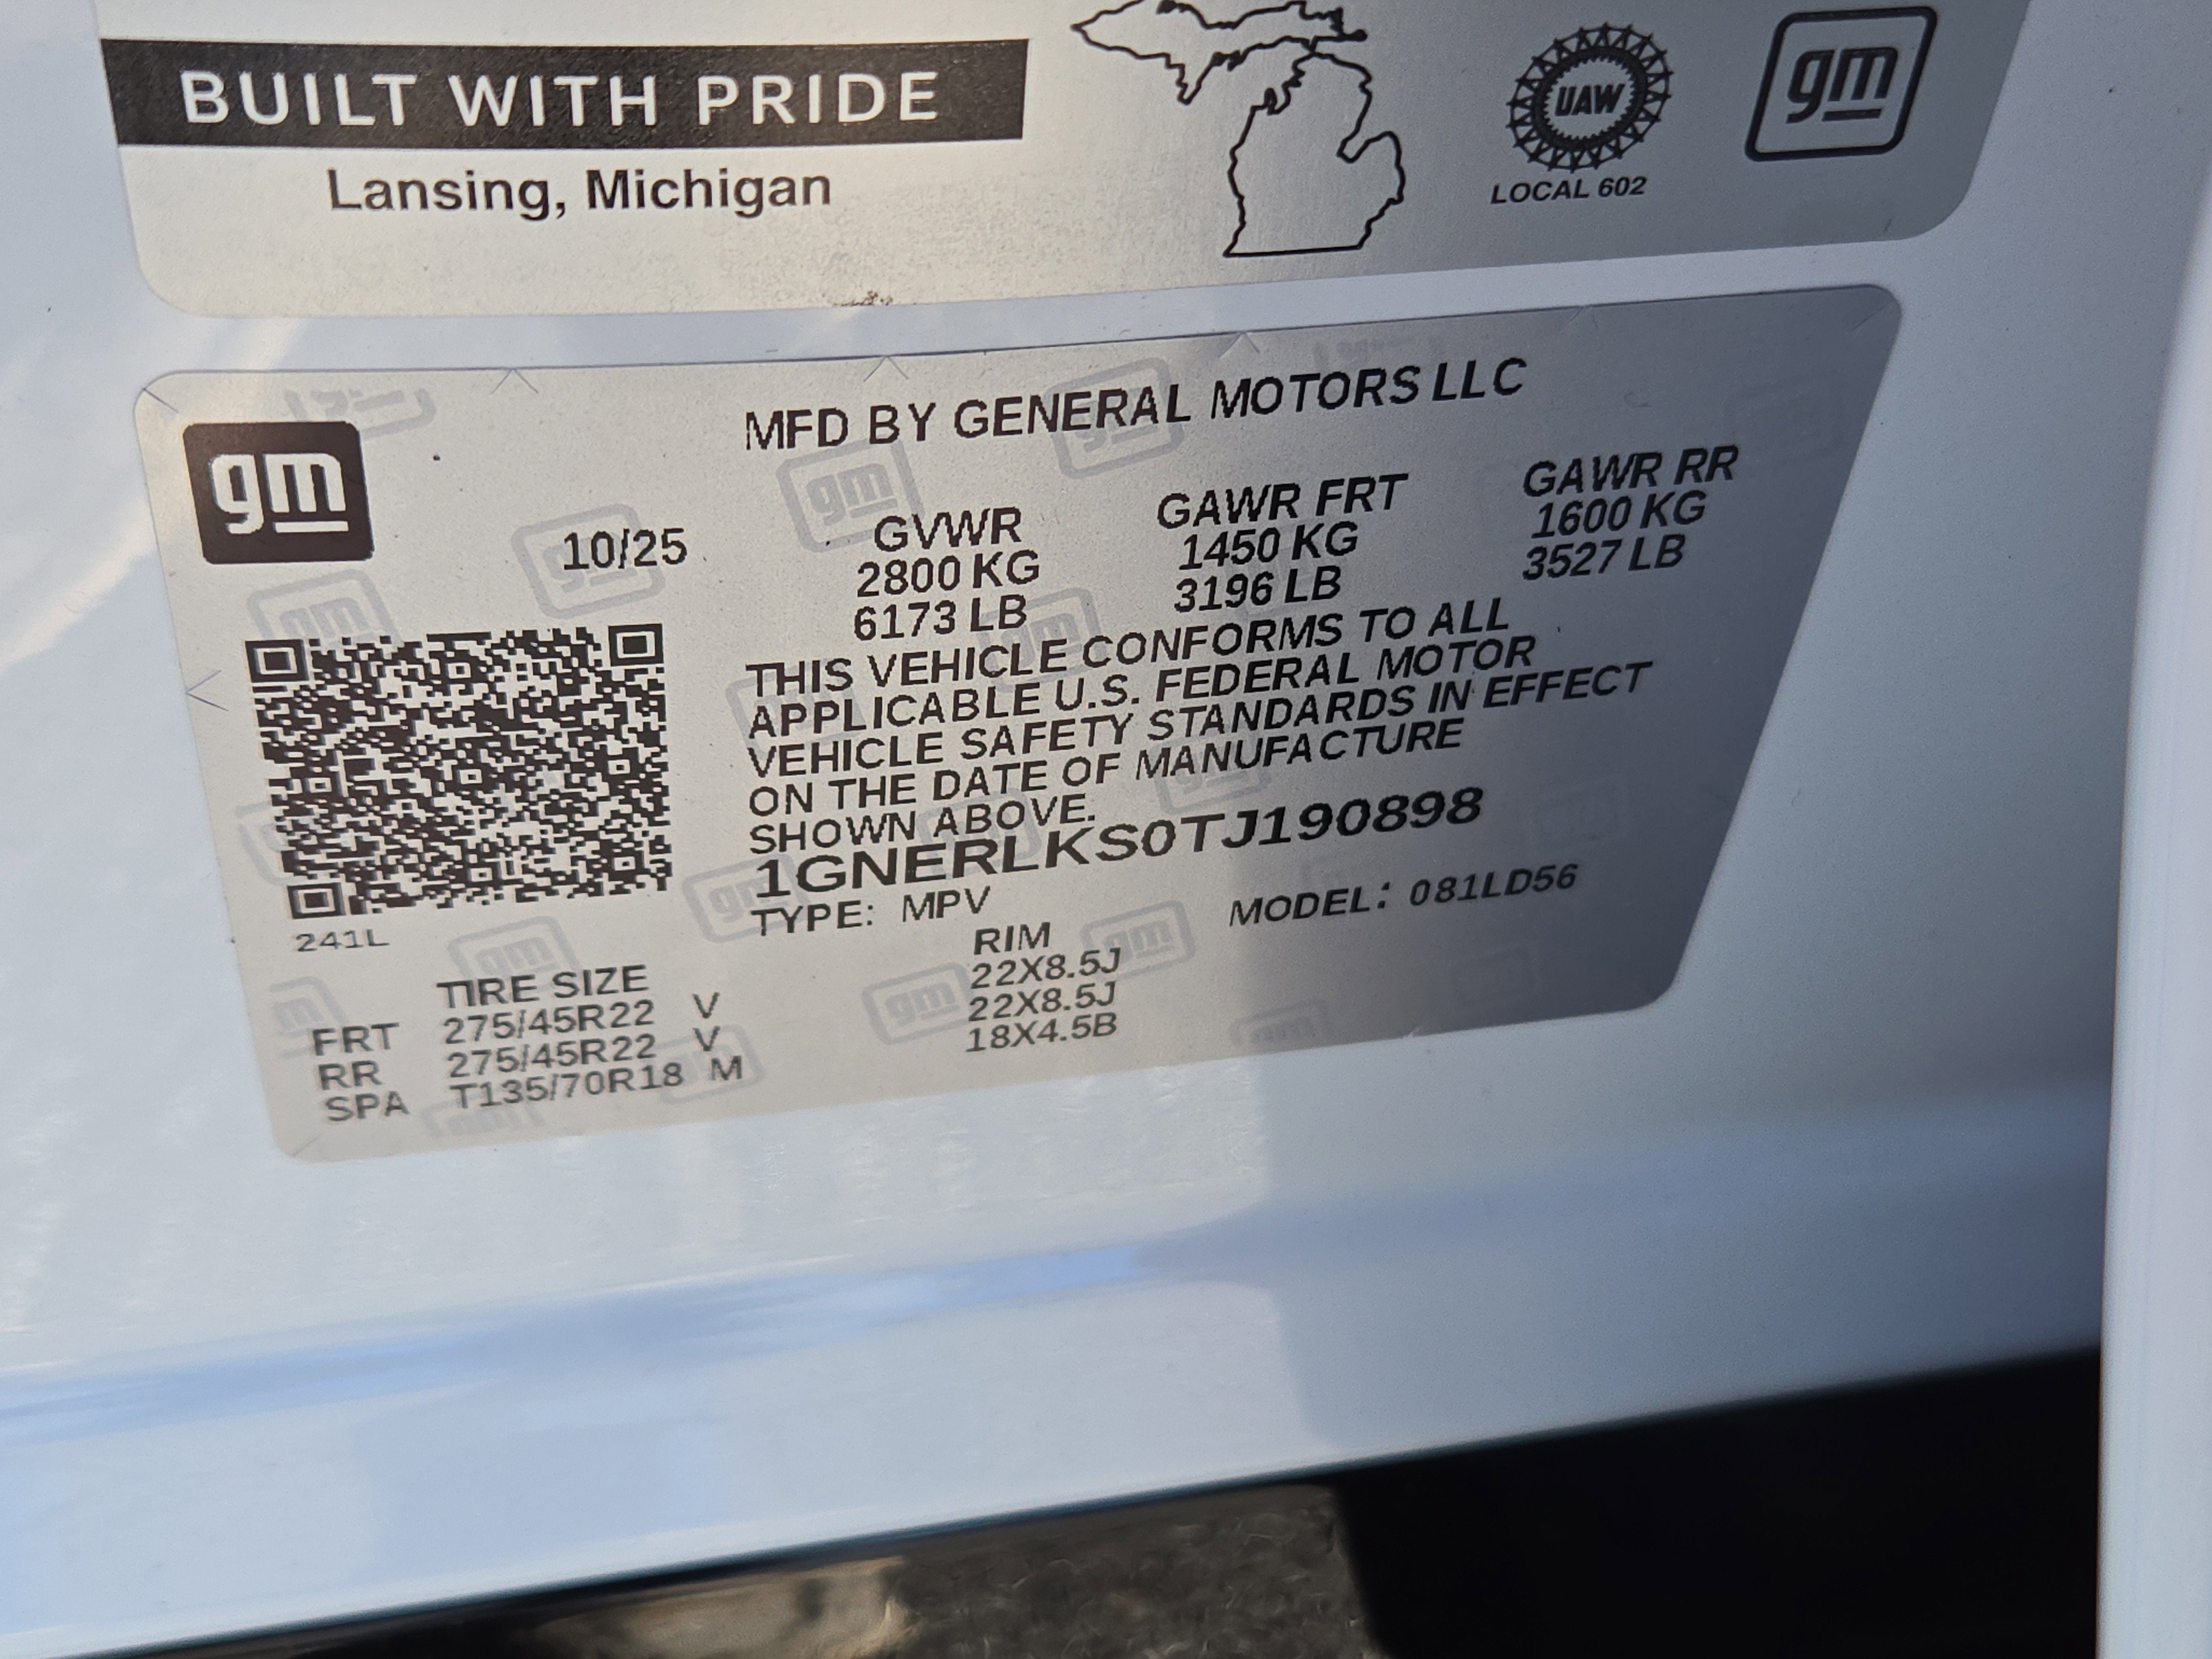 BUILT WITH PRIDE
Lansing, Michigan
UAW
LOCAL 602
gm
MFD BY GENERAL MOTORS LLC
gm
10/25
GVWR GAWR FRT GAWR RR
2800 KG 1450 KG 1600 KG
6173 LB 3196 LB 3527 LB
THIS VEHICLE CONFORMS TO ALL
APPLICABLE U.S. FEDERAL MOTOR
VEHICLE SAFETY STANDARDS IN EFFECT
ON THE DATE OF MANUFACTURE
SHOWN ABOVE.
1GNERLKS0TJ190898
TYPE: MPV MODEL: 081LD56
241L
TIRE SIZE RIM
FRT 275/45R22 V 22X8.5J
RR 275/45R22 V 22X8.5J
SPA T135/70R18 M 18X4.5B